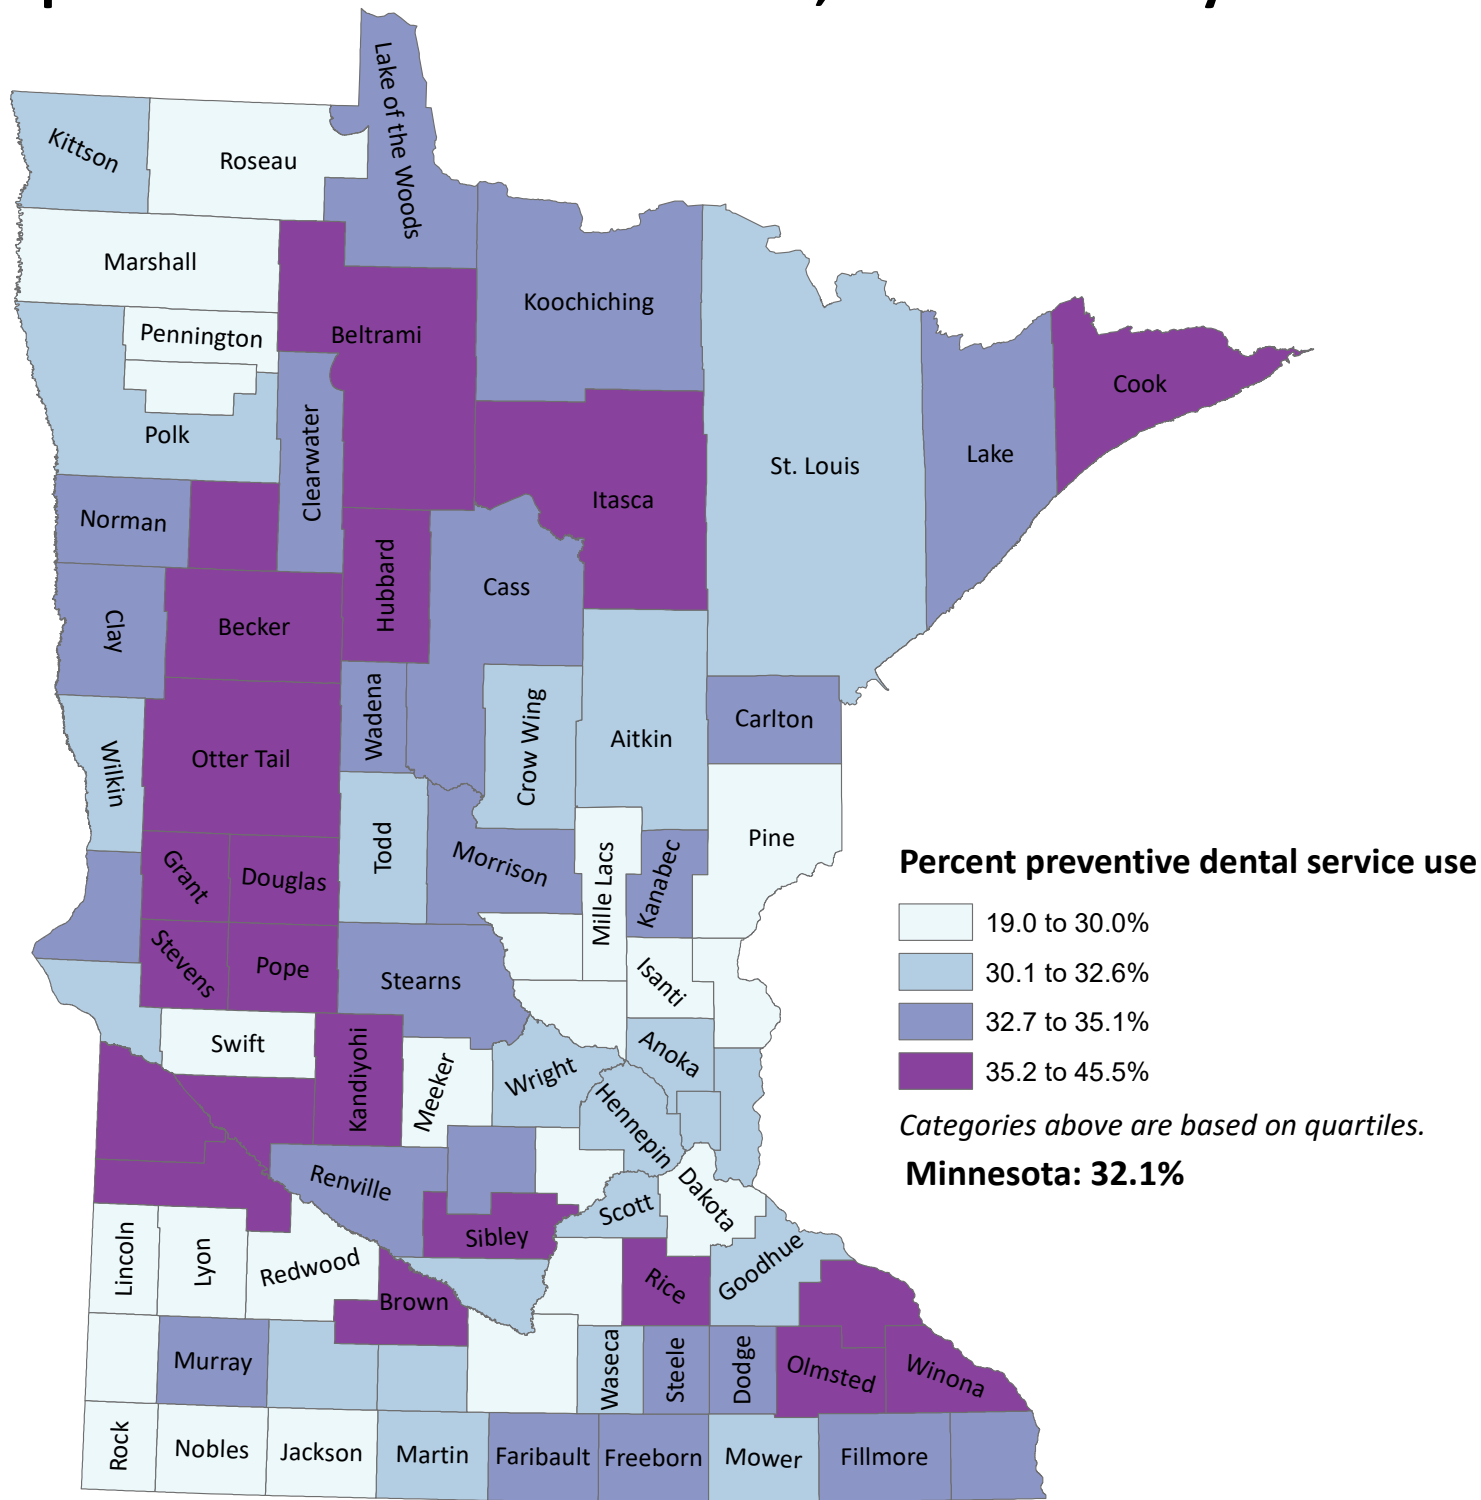 Lake of the Woods
Kittson
Roseau
Marshall
Koochiching
Pennington
Beltrami
Cook
Polk
Clearwater
St. Louis
Lake
Itasca
Norman
Hubbard
Cass
Clay
Becker
Wadena
Crow Wing
Carlton
Aitkin
Otter Tail
Wilkin
Todd
Pine
Morrison
Mille Lacs
Kanabec
Grant
Douglas
Stevens
Pope
Stearns
Isanti
Swift
Kandiyohi
Meeker
Wright
Anoka
Hennepin
Renville
Dakota
Scott
Sibley
Lincoln
Lyon
Redwood
Goodhue
Rice
Brown
Murray
Waseca
Steele
Dodge
Olmsted
Winona
Rock
Nobles
Jackson
Martin
Faribault
Freeborn
Mower
Fillmore
Percent preventive dental service use
19.0 to 30.0%
30.1 to 32.6%
32.7 to 35.1%
35.2 to 45.5%
Categories above are based on quartiles.
Minnesota: 32.1%